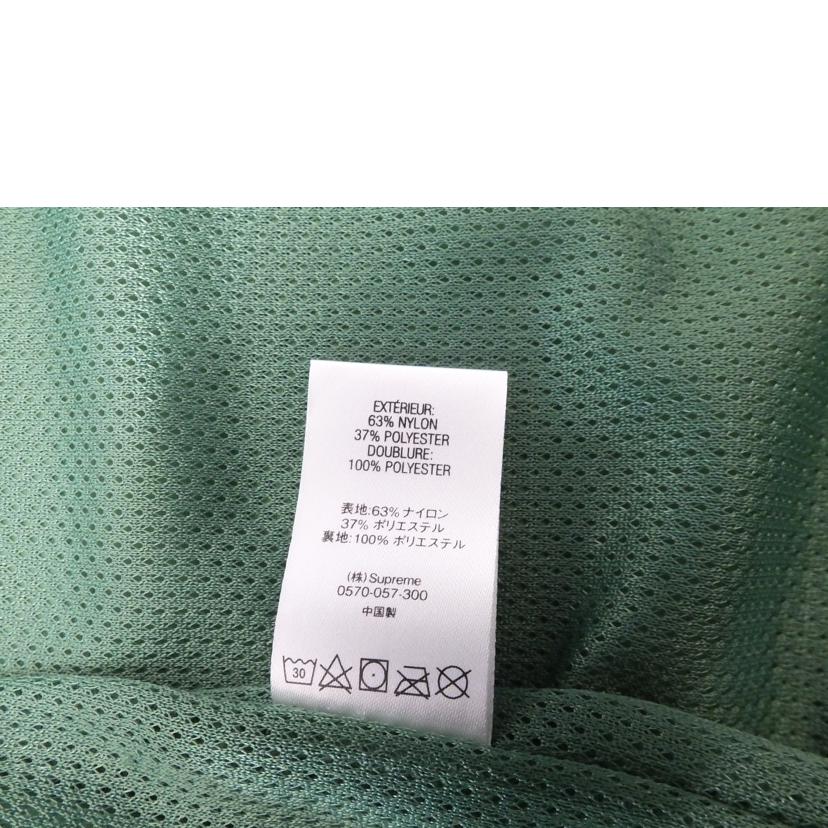 EXTÉRIEUR:
63% NYLON
37% POLYESTER
DOUBLURE:
100% POLYESTER
表地:63% ナイロン
37% ポリエステル
裏地:100% ポリエステル
(株)Supreme
0570-057-300
中国製
30